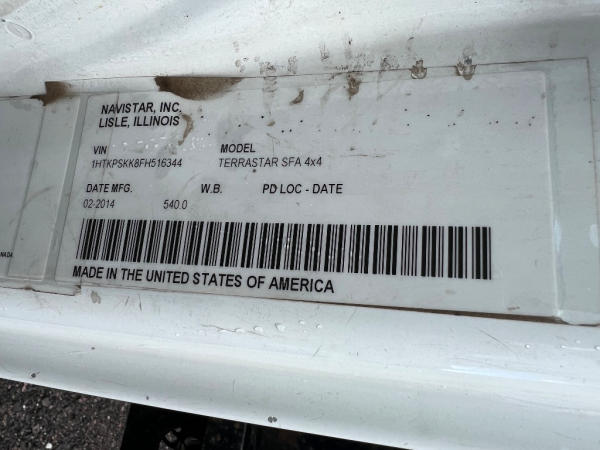 NAVISTAR, INC.
LISLE, ILLINOIS
VIN MODEL
1HTKPSKK8FH516344 TERRASTAR SFA 4x4
DATE MFG. W.B. PD LOC - DATE
02-2014 540.0
MADE IN THE UNITED STATES OF AMERICA